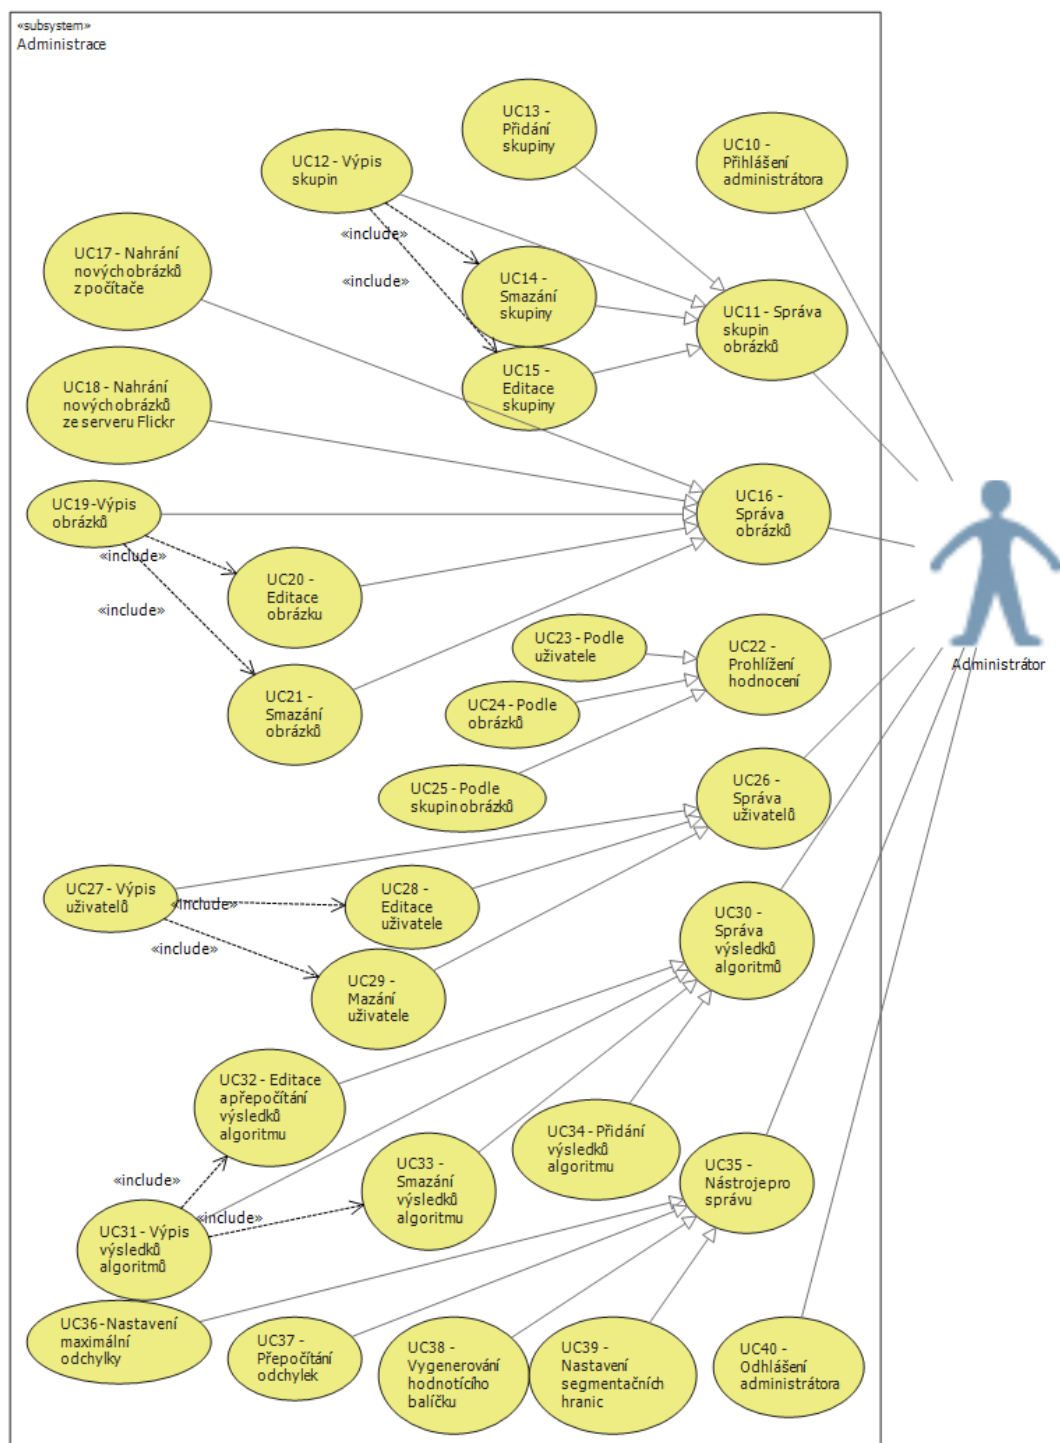 «subsystem»
Administrace
UC13 -
Přidání
skupiny
UC10 -
Přihlášení
administrátora
UC12 - Výpis
skupin
«include»
«include»
UC17 - Nahrání
nových obrázků
z počítače
UC14 -
Smazání
skupiny
UC11 - Správa
skupin
obrázků
UC15 -
Editace
skupiny
UC18 - Nahrání
nových obrázků
ze serveru Flickr
UC16 -
Správa
obrázků
UC19 -Výpis
obrázků
«include»
«include»
UC20 -
Editace
obrázku
UC23 - Podle
uživatele
UC22 -
Prohlížení
hodnocení
Administrátor
UC21 -
Smazání
obrázků
UC24 - Podle
obrázků
UC25 - Podle
skupin obrázků
UC26 -
Správa
uživatelů
UC27 - Výpis
uživatelů
«include»
«include»
UC28 -
Editace
uživatele
UC30 -
Správa
výsledků
algoritmů
UC29 -
Mazání
uživatele
UC32 - Editace
a přepočítání
výsledků
algoritmu
UC34 - Přidání
výsledků
algoritmu
UC33 -
Smazání
výsledků
algoritmu
UC35 -
Nástroje pro
správu
«include»
«include»
UC31 - Výpis
výsledků
algoritmů
UC36 - Nastavení
maximální
odchylky
UC37 -
Přepočítání
odchylek
UC38 -
Vygenerování
hodnotícího
balíčku
UC39 -
Nastavení
segmentačních
hranic
UC40 -
Odhlášení
administrátora